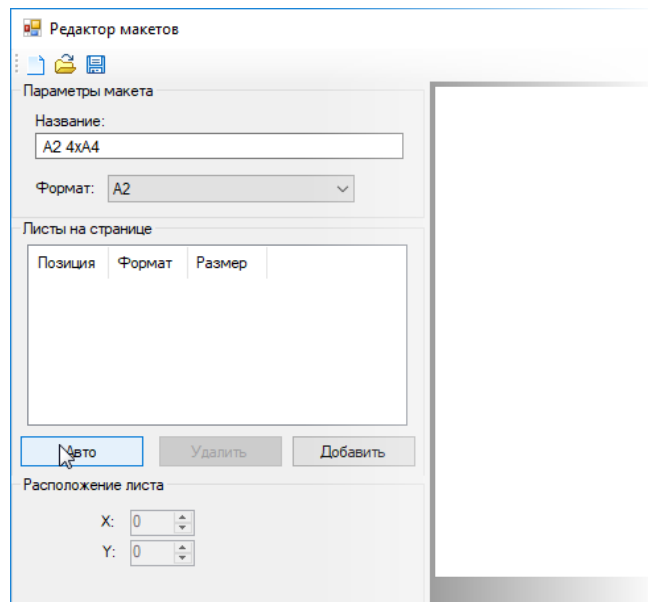 Редактор макетов
Параметры макета
Название:
A2 4xA4
Формат: A2
Листы на странице
Позиция Формат Размер
Авто Удалить Добавить
Расположение листа
X: 0
Y: 0